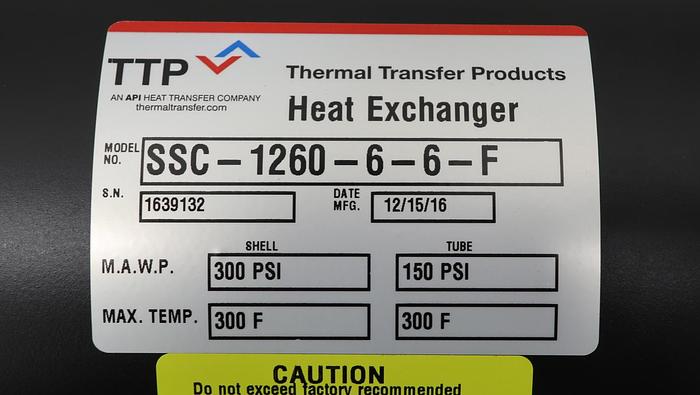 TTP
AN API HEAT TRANSFER COMPANY
thermaltransfer.com
Thermal Transfer Products
Heat Exchanger
MODEL NO. SSC-1260-6-6-F
S.N. 1639132 DATE MFG. 12/15/16
SHELL TUBE
M.A.W.P. 300 PSI 150 PSI
MAX. TEMP. 300 F 300 F
CAUTION
Do not exceed factory recommended